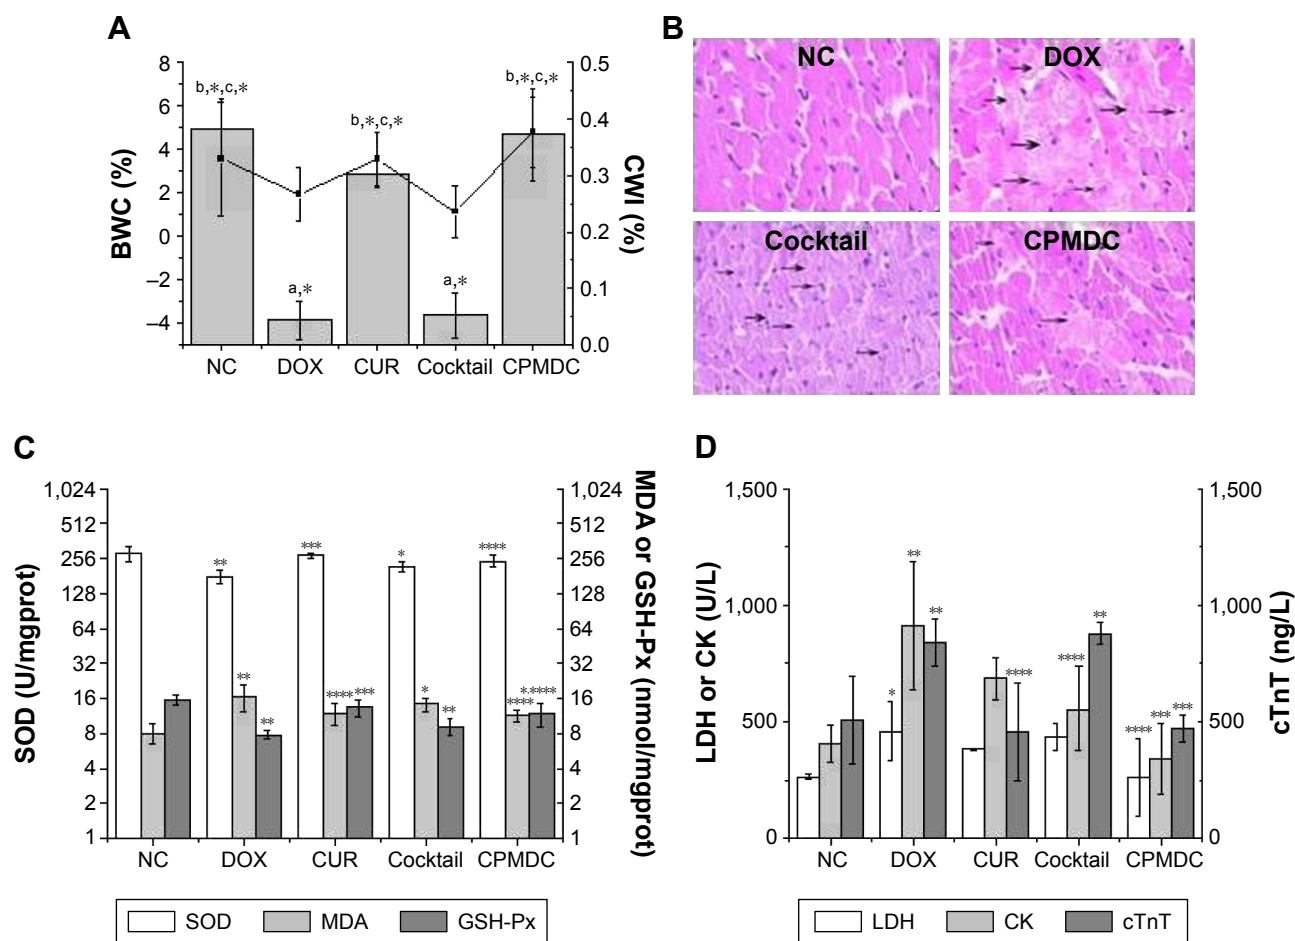 A
BWC (%)
8
6
4
2
0
–2
–4
0.5
0.4
0.3
0.2
0.1
0.0
CWI (%)
b,*,c,*
a,*
b,*,c,*
a,*
b,*,c,*
NC DOX CUR Cocktail CPMDC
B
NC
DOX
Cocktail
CPMDC
C
SOD (U/mgprot)
1,024
512
256
128
64
32
16
8
4
2
1
1,024
512
256
128
64
32
16
8
4
2
1
MDA or GSH-Px (nmol/mgprot)
** *** * ****
** **
**** ***
* **
**** *,****
NC DOX CUR Cocktail CPMDC
SOD MDA GSH-Px
D
LDH or CK (U/L)
1,500
1,000
500
0
1,500
1,000
500
0
cTnT (ng/L)
* ** **
****
**** **
**** *** ***
NC DOX CUR Cocktail CPMDC
LDH CK cTnT